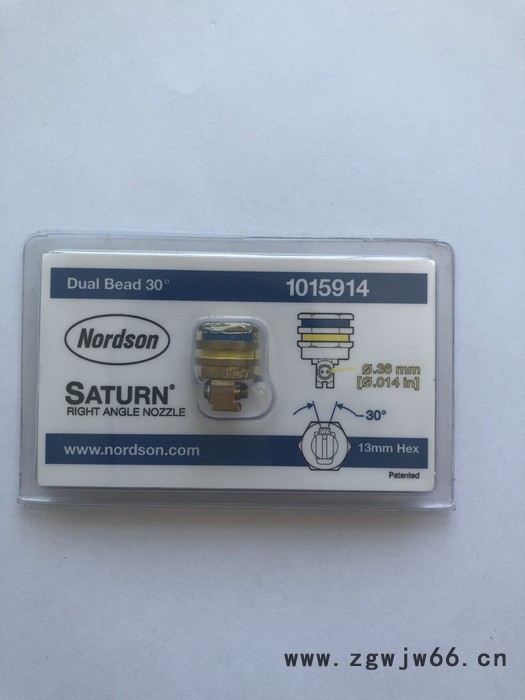 Dual Bead 30°
1015914
Nordson
SATURN®
RIGHT ANGLE NOZZLE
Ø.36 mm
[Ø.014 in]
30°
www.nordson.com
13mm Hex
Patented
www.zgwjw66.cn